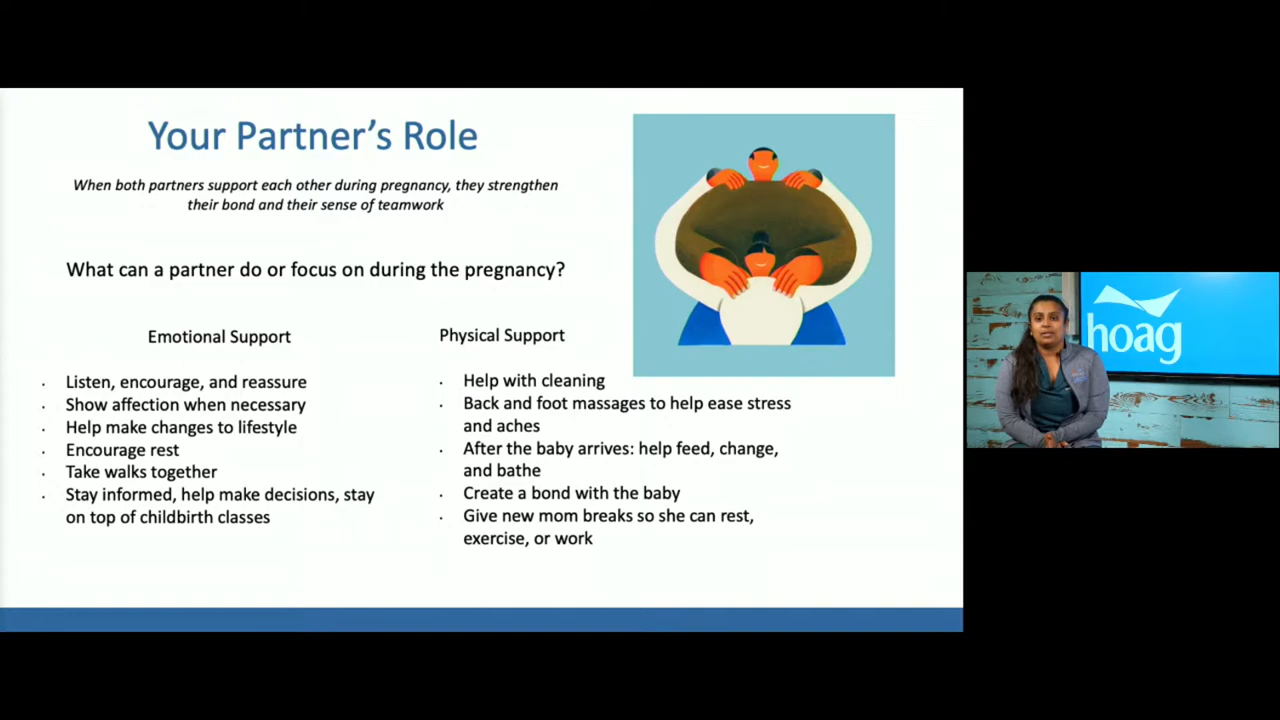 Your Partner's Role
When both partners support each other during pregnancy, they strengthen
their bond and their sense of teamwork
What can a partner do or focus on during the pregnancy?
Emotional Support
· Listen, encourage, and reassure
· Show affection when necessary
· Help make changes to lifestyle
· Encourage rest
· Take walks together
· Stay informed, help make decisions, stay
on top of childbirth classes
Physical Support
· Help with cleaning
· Back and foot massages to help ease stress
and aches
· After the baby arrives: help feed, change,
and bathe
· Create a bond with the baby
· Give new mom breaks so she can rest,
exercise, or work
hoag